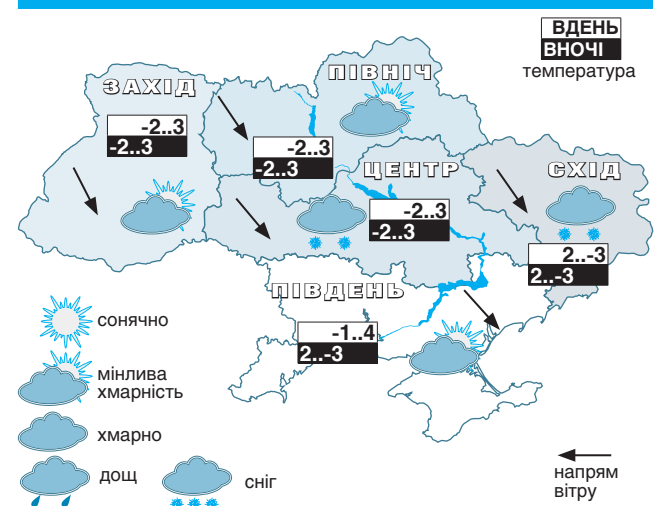 ВДЕНЬ
ВНОЧІ
температура
ПІВНІЧ
ЗАХІД
-2..3
-2..3
-2..3
-2..3
ЦЕНТР
СХІД
-2..3
-2..3
2..-3
2..-3
ПІВДЕНЬ
-1..4
2..-3
сонячно
мінлива
хмарність
хмарно
дощ
сніг
напрям
вітру